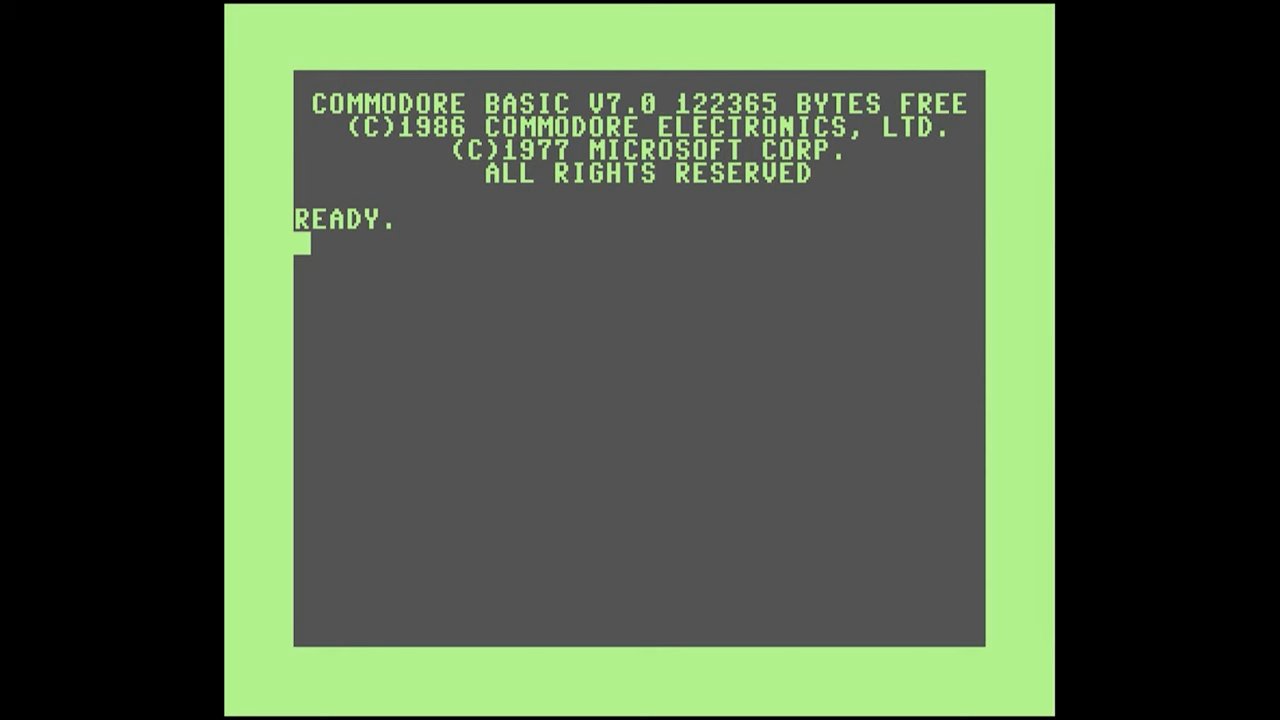 COMMODORE BASIC V7.0 122365 BYTES FREE
(C)1986 COMMODORE ELECTRONICS, LTD.
(C)1977 MICROSOFT CORP.
ALL RIGHTS RESERVED
READY.